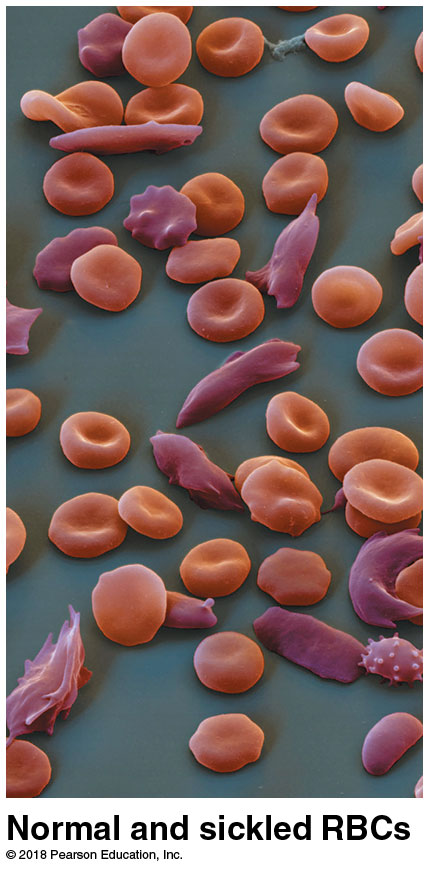 Normal and sickled RBCs
© 2018 Pearson Education, Inc.